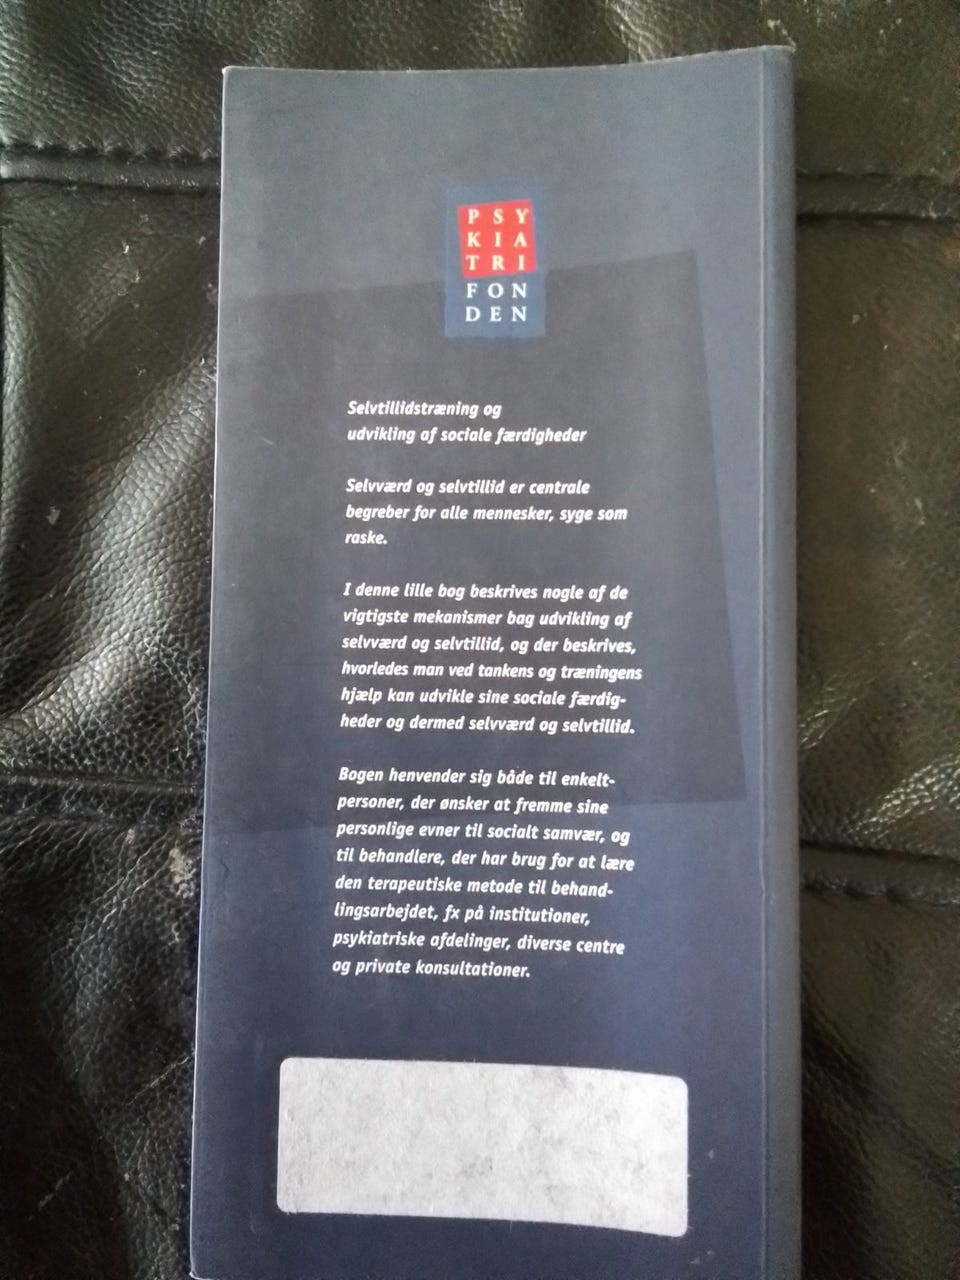 PSY
KIA
TRI
FON
DEN
Selvtillidstræning og
udvikling af sociale færdigheder
Selvværd og selvtillid er centrale
begreber for alle mennesker, syge som
raske.
I denne lille bog beskrives nogle af de
vigtigste mekanismer bag udvikling af
selvværd og selvtillid, og der beskrives,
hvorledes man ved tankens og træningens
hjælp kan udvikle sine sociale færdig-
heder og dermed selvværd og selvtillid.
Bogen henvender sig både til enkelt-
personer, der ønsker at fremme sine
personlige evner til socialt samvær, og
til behandlere, der har brug for at lære
den terapeutiske metode til behand-
lingsarbejdet, fx på institutioner,
psykiatriske afdelinger, diverse centre
og private konsultationer.